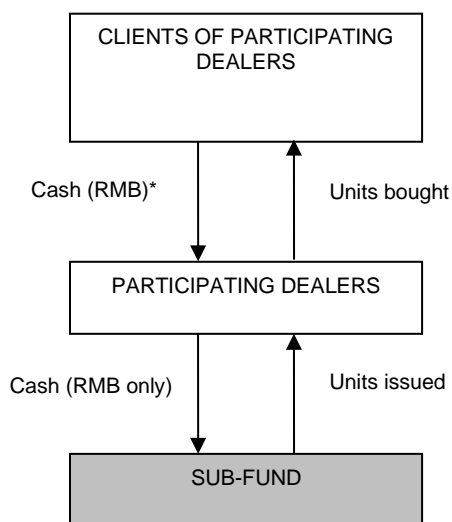 CLIENTS OF PARTICIPATING
DEALERS
Cash (RMB)*
Units bought
PARTICIPATING DEALERS
Cash (RMB only)
Units issued
SUB-FUND